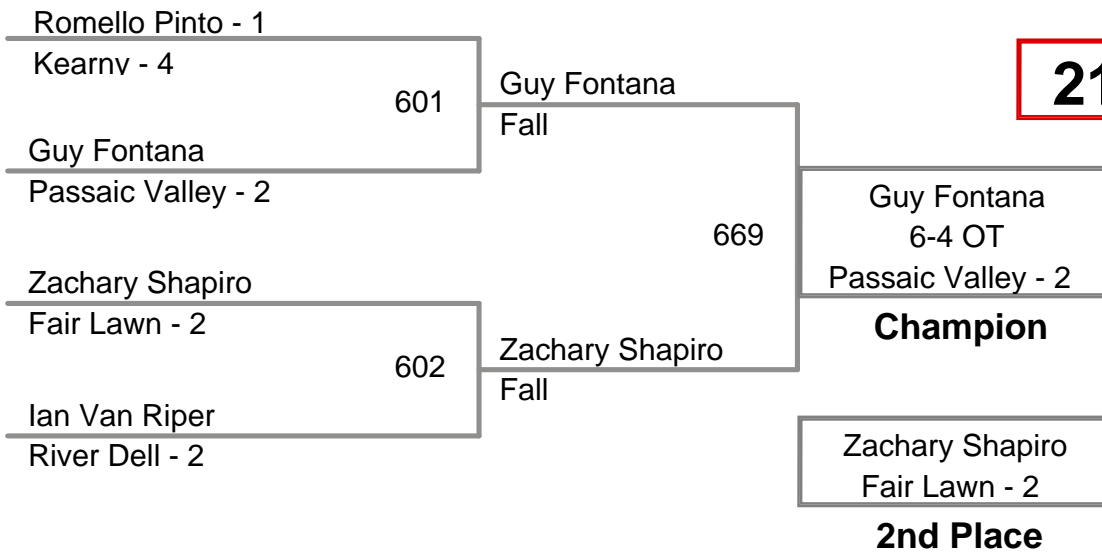 Romello Pinto - 1
Kearny - 4
601
Guy Fontana
Passaic Valley - 2
Guy Fontana
Fall
Zachary Shapiro
Fair Lawn - 2
602
Ian Van Riper
River Dell - 2
Zachary Shapiro
Fall
669
21
Guy Fontana
6-4 OT
Passaic Valley - 2
Champion
Zachary Shapiro
Fair Lawn - 2
2nd Place